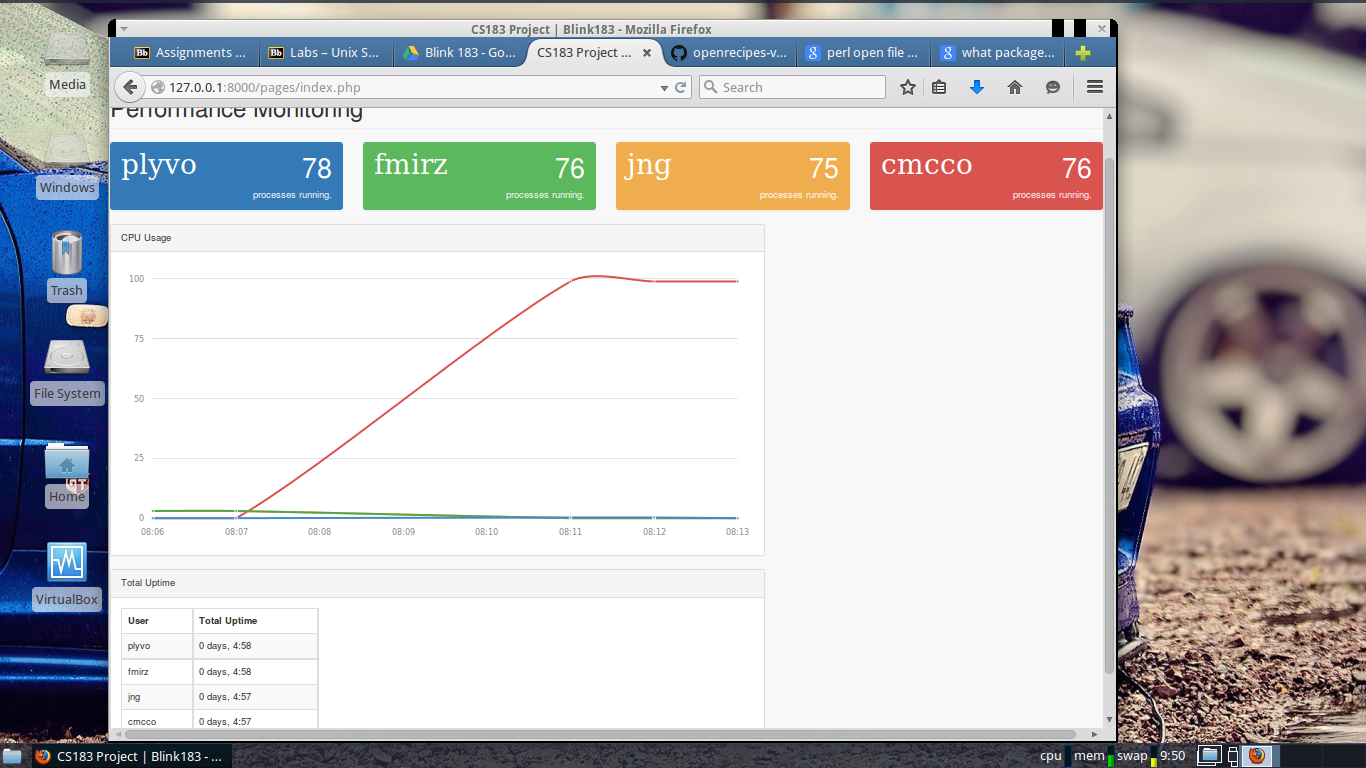 CS183 Project | Blink183 - Mozilla Firefox
Bb Assignments ...
Bb Labs – Unix S...
Blink 183 - Go...
CS183 Project ...
openrecipes-v...
g perl open file ...
g what package...
127.0.0.1:8000/pages/index.php
Search
Performance Monitoring
plyvo 78
processes running.
fmirz 76
processes running.
jng 75
processes running.
cmcco 76
processes running.
CPU Usage
100
75
50
25
0
08:06 08:07 08:08 08:09 08:10 08:11 08:12 08:13
Total Uptime
User Total Uptime
plyvo 0 days, 4:58
fmirz 0 days, 4:58
jng 0 days, 4:57
cmcco 0 days, 4:57
Media
Windows
Trash
File System
Home
VirtualBox
CS183 Project | Blink183 - ...
cpu mem swap 9:50